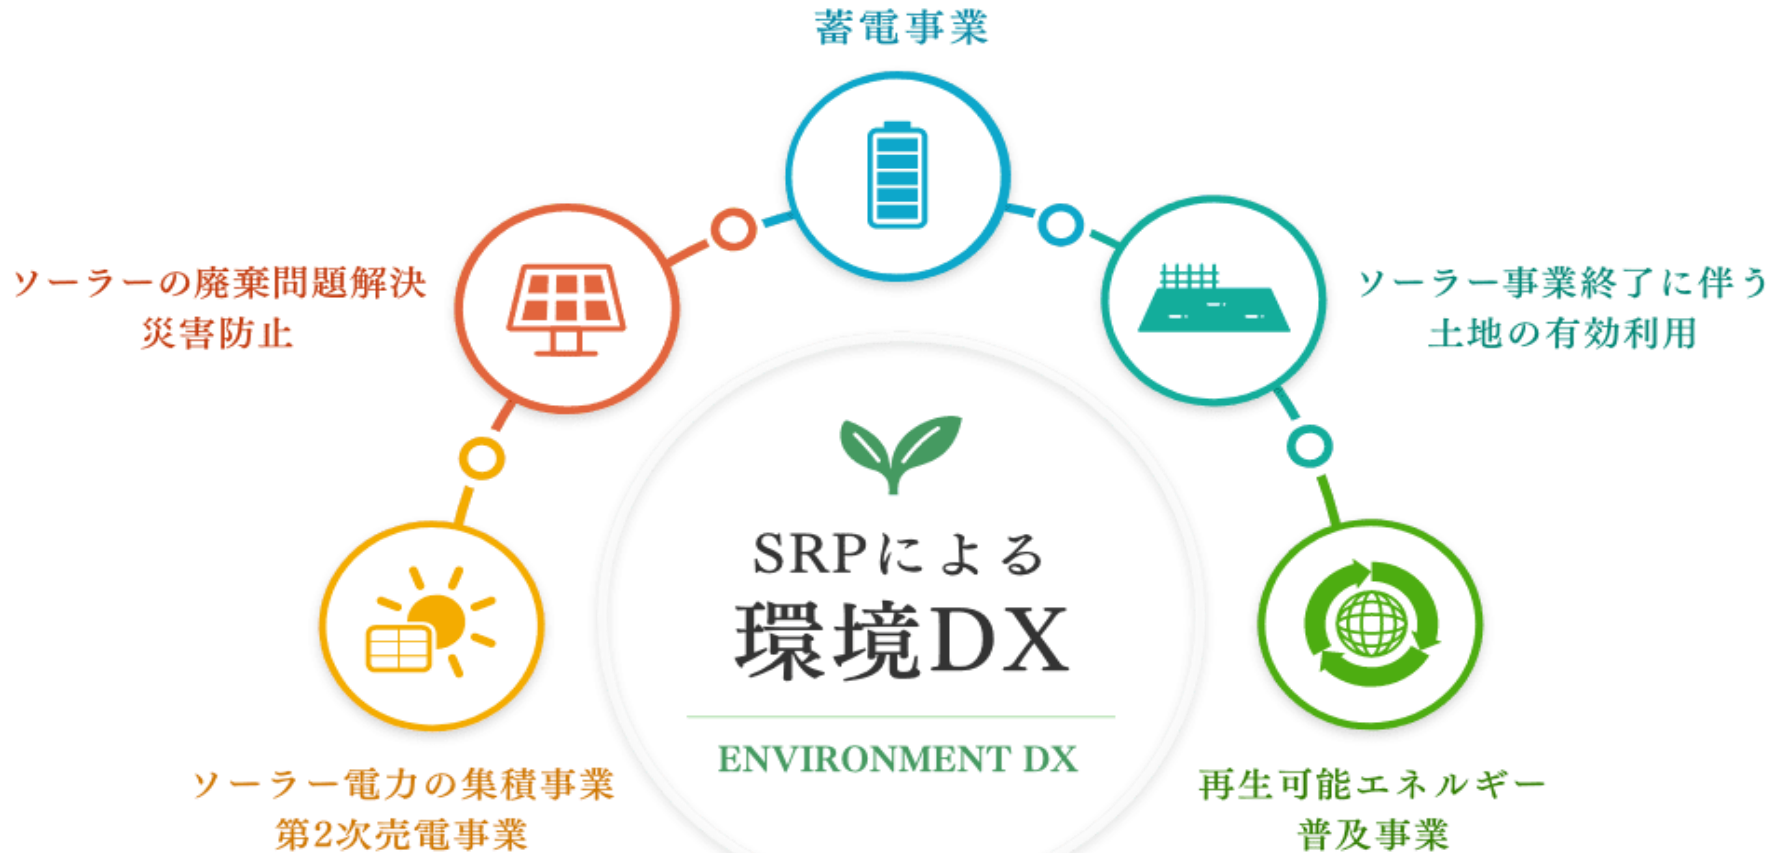 蓄電事業
ソーラーの廃棄問題解決
災害防止
ソーラー事業終了に伴う
土地の有効利用
SRPによる
環境DX
ENVIRONMENT DX
ソーラー電力の集積事業
第2次売電事業
再生可能エネルギー
普及事業